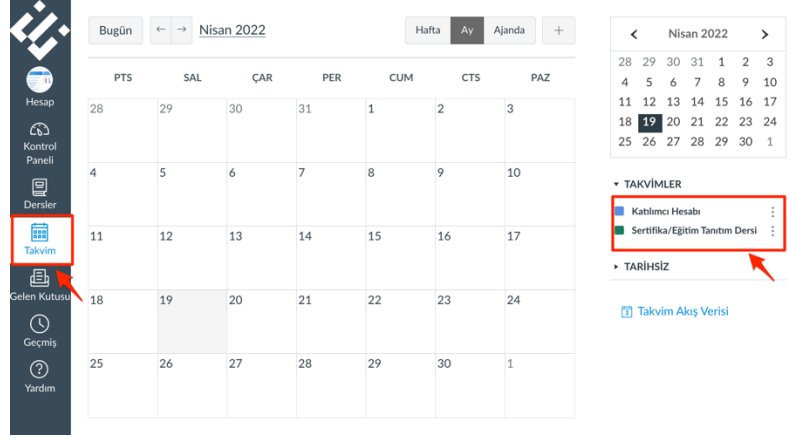 Hesap
Kontrol
Paneli
Dersler
Takvim
Gelen Kutusu
Geçmiş
Yardım
Bugün ← → Nisan 2022 Hafta Ay Ajanda +
PTS SAL ÇAR PER CUM CTS PAZ
28 29 30 31 1 2 3
4 5 6 7 8 9 10
11 12 13 14 15 16 17
18 19 20 21 22 23 24
25 26 27 28 29 30 1
Nisan 2022
28 29 30 31 1 2 3
4 5 6 7 8 9 10
11 12 13 14 15 16 17
18 19 20 21 22 23 24
25 26 27 28 29 30 1
TAKVİMLER
Katılımcı Hesabı
Sertifika/Eğitim Tanıtım Dersi
TARİHSİZ
Takvim Akış Verisi